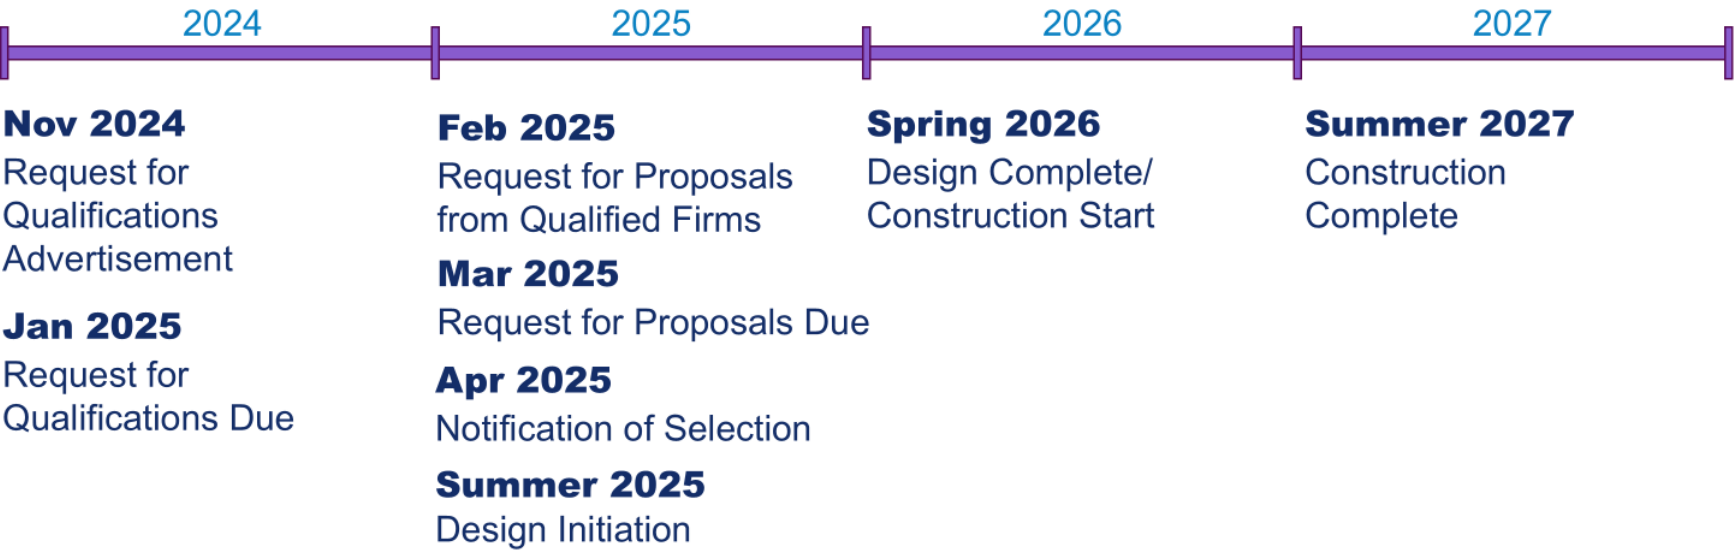 2024
2025
2026
2027
Nov 2024
Request for
Qualifications
Advertisement
Jan 2025
Request for
Qualifications Due
Feb 2025
Request for Proposals
from Qualified Firms
Mar 2025
Request for Proposals Due
Apr 2025
Notification of Selection
Summer 2025
Design Initiation
Spring 2026
Design Complete/
Construction Start
Summer 2027
Construction
Complete